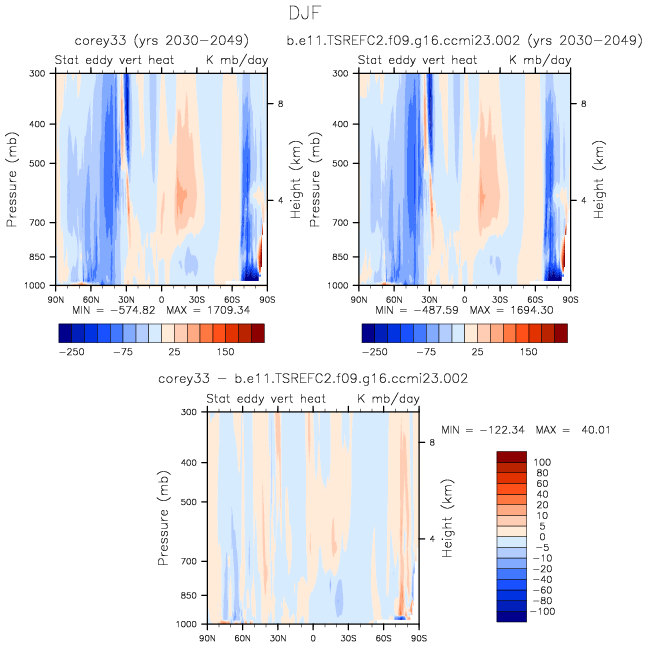 DJF
corey33 (yrs 2030-2049)
Stat eddy vert heat K mb/day
Pressure (mb)
300
400
500
700
850
1000
8
4
Height (km)
90N 60N 30N 0 30S 60S 90S
MIN = -574.82 MAX = 1709.34
-250 -75 25 150
b.e11.TSREFC2.f09.g16.ccmi23.002 (yrs 2030-2049)
Stat eddy vert heat K mb/day
Pressure (mb)
300
400
500
700
850
1000
8
4
Height (km)
90N 60N 30N 0 30S 60S 90S
MIN = -487.59 MAX = 1694.30
-250 -75 25 150
corey33 - b.e11.TSREFC2.f09.g16.ccmi23.002
Stat eddy vert heat K mb/day
Pressure (mb)
300
400
500
700
850
1000
8
4
Height (km)
90N 60N 30N 0 30S 60S 90S
MIN = -122.34 MAX = 40.01
100
80
60
40
20
10
5
0
-5
-10
-20
-40
-60
-80
-100